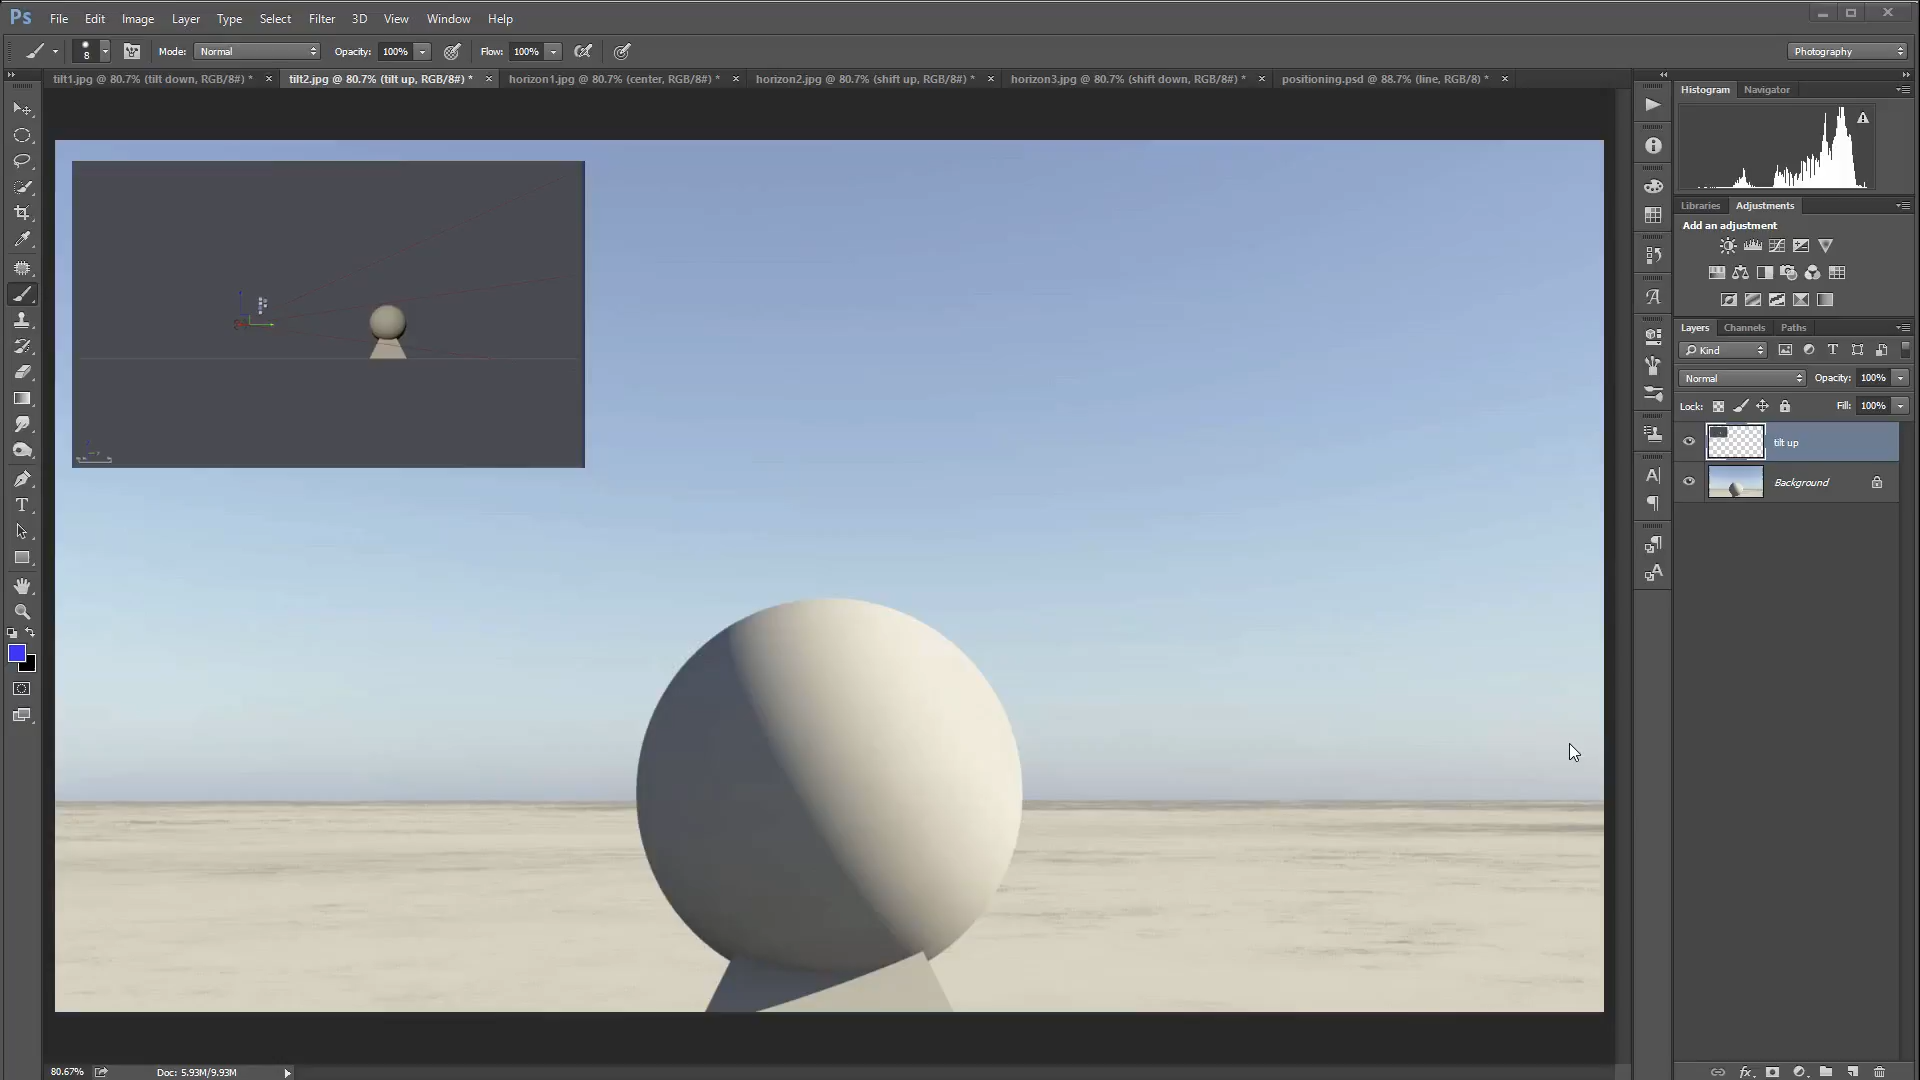 Ps File Edit Image Layer Type Select Filter 3D View Window Help
8 Mode: Normal Opacity: 100% Flow: 100% Photography
tilt1.jpg @ 80.7% (tilt down, RGB/8#) * tilt2.jpg @ 80.7% (tilt up, RGB/8#) * horizon1.jpg @ 80.7% (center, RGB/8#) * horizon2.jpg @ 80.7% (shift up, RGB/8#) * horizon3.jpg @ 80.7% (shift down, RGB/8#) * positioning.psd @ 88.7% (line, RGB/8) *
Histogram Navigator
Libraries Adjustments
Add an adjustment
Layers Channels Paths
Kind
Normal Opacity: 100%
Lock: Fill: 100%
tilt up
Background
80.67% Doc: 5.93M/9.93M